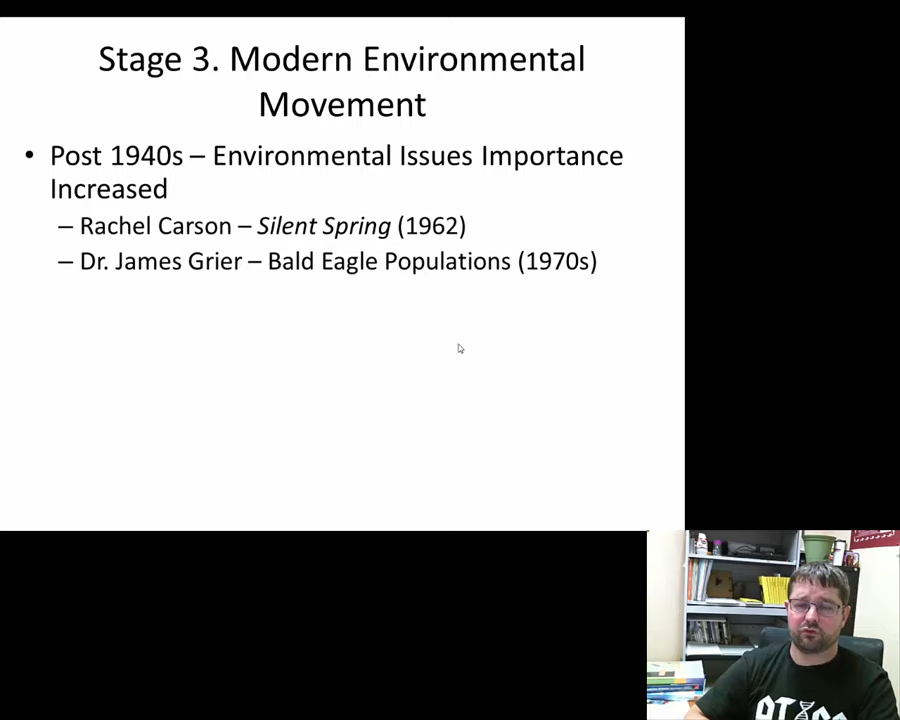 Stage 3. Modern Environmental
Movement
• Post 1940s – Environmental Issues Importance
Increased
– Rachel Carson – Silent Spring (1962)
– Dr. James Grier – Bald Eagle Populations (1970s)